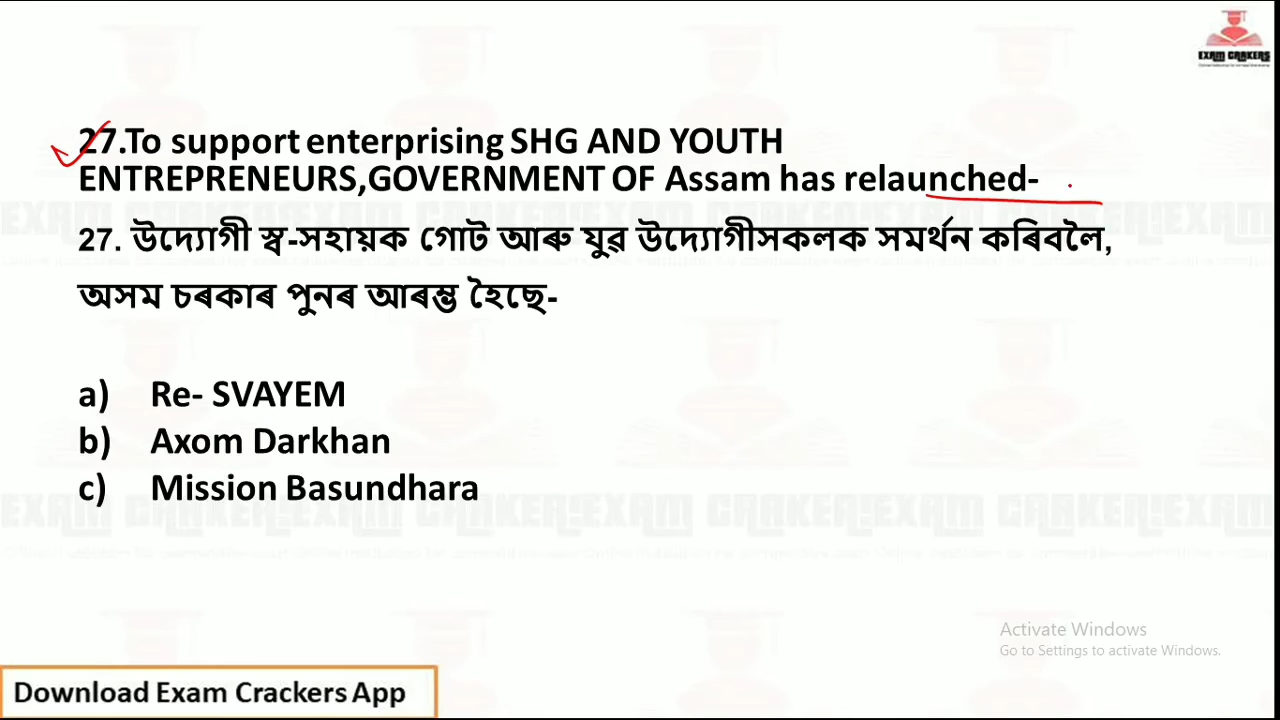 EXAM CRAKERS
27.To support enterprising SHG AND YOUTH
ENTREPRENEURS,GOVERNMENT OF Assam has relaunched-
27. উদ্যোগী স্ব-সহায়ক গোট আৰু যুৱ উদ্যোগীসকলক সমৰ্থন কৰিবলৈ,
অসম চৰকাৰ পুনৰ আৰম্ভ হৈছে-
a) Re- SVAYEM
b) Axom Darkhan
c) Mission Basundhara
Activate Windows
Go to Settings to activate Windows.
Download Exam Crackers App